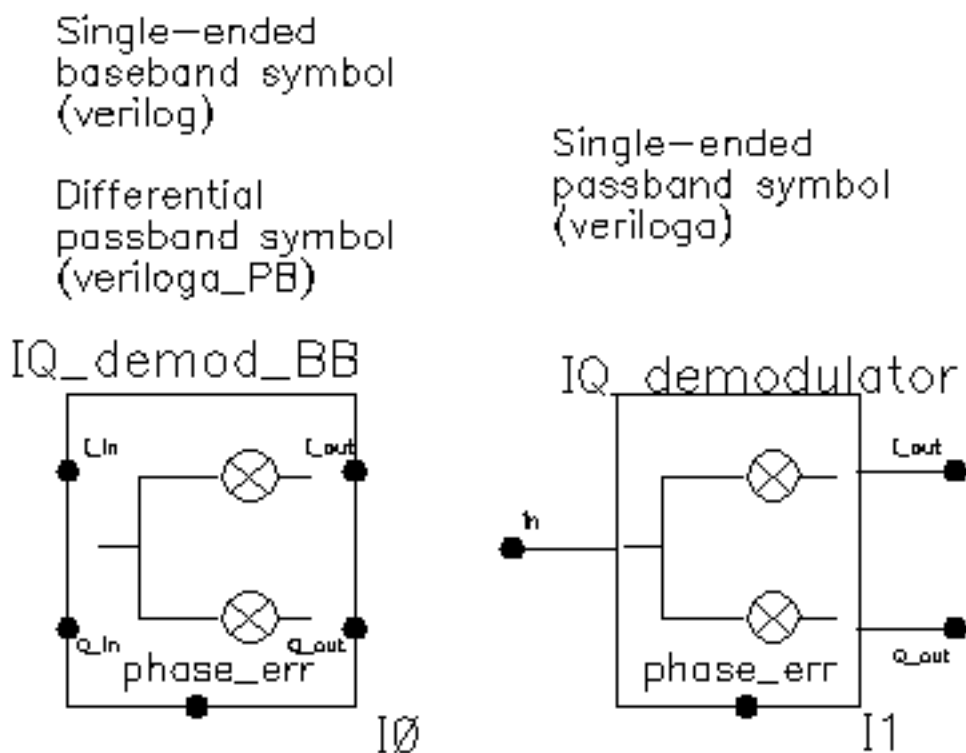 Single-ended
baseband symbol
(verilog)
Differential
passband symbol
(veriloga_PB)
Single-ended
passband symbol
(veriloga)
IQ_demod_BB
I_in
I_out
Q_in
Q_out
phase_err
I0
IQ_demodulator
in
I_out
Q_out
phase_err
I1